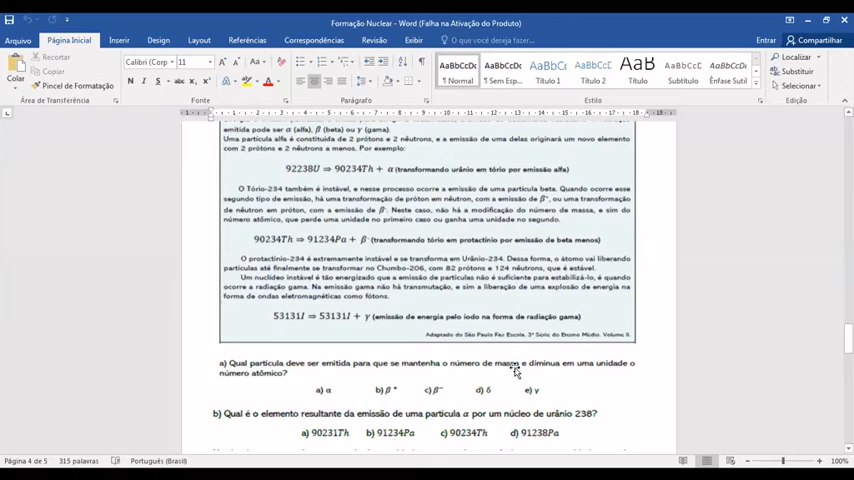 Formação Nuclear - Word (Falha na Ativação do Produto)
Arquivo Página Inicial Inserir Design Layout Referências Correspondências Revisão Exibir O que você deseja fazer... Entrar Compartilhar
Colar Recortar Copiar Pincel de Formatação
Calibri (Corp 11
N I S abc x₂ x²
AaBbCcDc AaBbCcDc AaBbCc AaBbCcC AaB AaBbCcC AaBbCcDc
¶ Normal ¶ Sem Esp... Título 1 Título 2 Título Subtítulo Ênfase Sutil
Localizar
Substituir
Selecionar
Área de Transferência Fonte Parágrafo Estilo Edição
emitida pode ser α (alfa), β (beta) ou γ (gama).
Uma partícula alfa é constituída de 2 prótons e 2 nêutrons, e a emissão de uma delas originará um novo elemento
com 2 prótons e 2 nêutrons a menos. Por exemplo:
92238U ⇒ 90234Th + α (transformando urânio em tório por emissão alfa)
O Tório-234 também é instável, e nesse processo ocorre a emissão de uma partícula beta. Quando ocorre esse
segundo tipo de emissão, há uma transformação de próton em nêutron, com a emissão de β⁺, ou uma transformação
de nêutron em próton, com a emissão de β⁻. Neste caso, não há a modificação do número de massa, e sim do
número atômico, que perde uma unidade no primeiro caso ou ganha uma unidade no segundo.
90234Th ⇒ 91234Pa + β⁻ (transformando tório em protactínio por emissão de beta menos)
O protactínio-234 é extremamente instável e se transforma em Urânio-234. Dessa forma, o átomo vai liberando
partículas até finalmente se transformar no Chumbo-206, com 82 prótons e 124 nêutrons, que é estável.
Um nuclídeo instável é tão energizado que a emissão de partículas não é suficiente para estabilizá-lo, é quando
ocorre a radiação gama. Na emissão gama não há transmutação, e sim a liberação de uma explosão de energia na
forma de ondas eletromagnéticas como fótons.
53131I ⇒ 53131I + γ (emissão de energia pelo iodo na forma de radiação gama)
Adaptado do São Paulo Faz Escola. 3ª Série do Ensino Médio. Volume II.
a) Qual partícula deve ser emitida para que se mantenha o número de massa e diminua em uma unidade o
número atômico?
a) α b) β⁺ c) β⁻ d) δ e) γ
b) Qual é o elemento resultante da emissão de uma partícula α por um núcleo de urânio 238?
a) 90231Th b) 91234Pa c) 90234Th d) 91238Pa
Página 4 de 5 315 palavras Português (Brasil) 100%